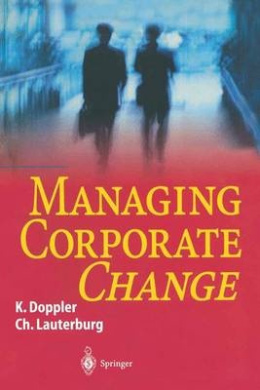 MANAGING
CORPORATE
CHANGE
K. Doppler
Ch. Lauterburg
Springer